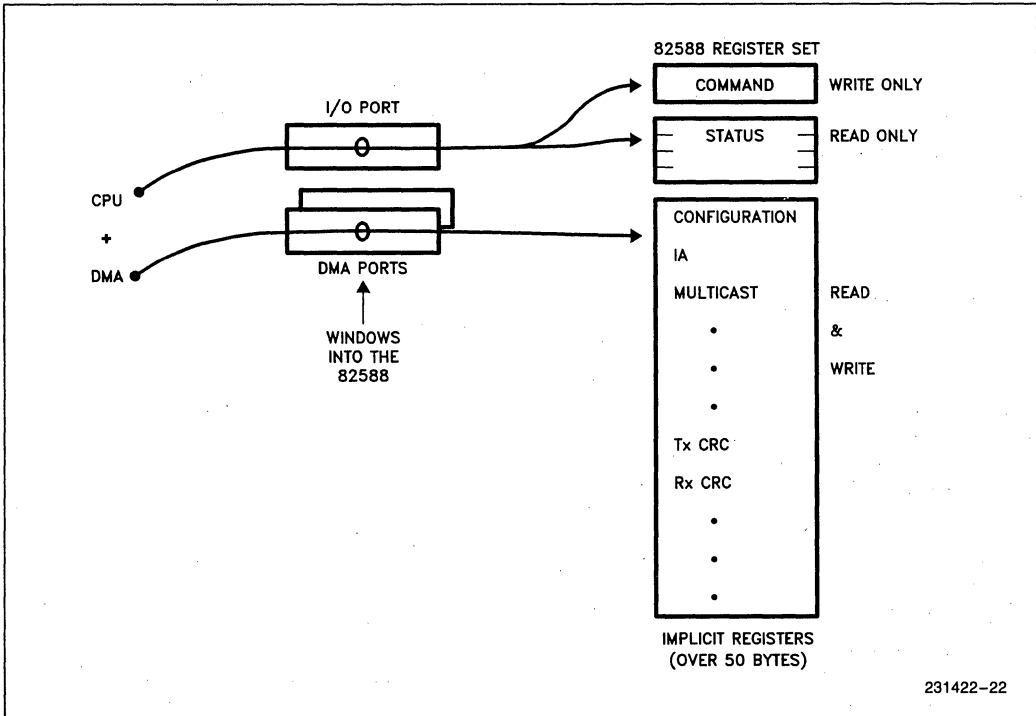 82588 REGISTER SET
COMMAND
WRITE ONLY
I/O PORT
STATUS
READ ONLY
CPU
+
DMA
DMA PORTS
WINDOWS
INTO THE
82588
CONFIGURATION
IA
MULTICAST
READ
&
WRITE
Tx CRC
Rx CRC
IMPLICIT REGISTERS
(OVER 50 BYTES)
231422-22